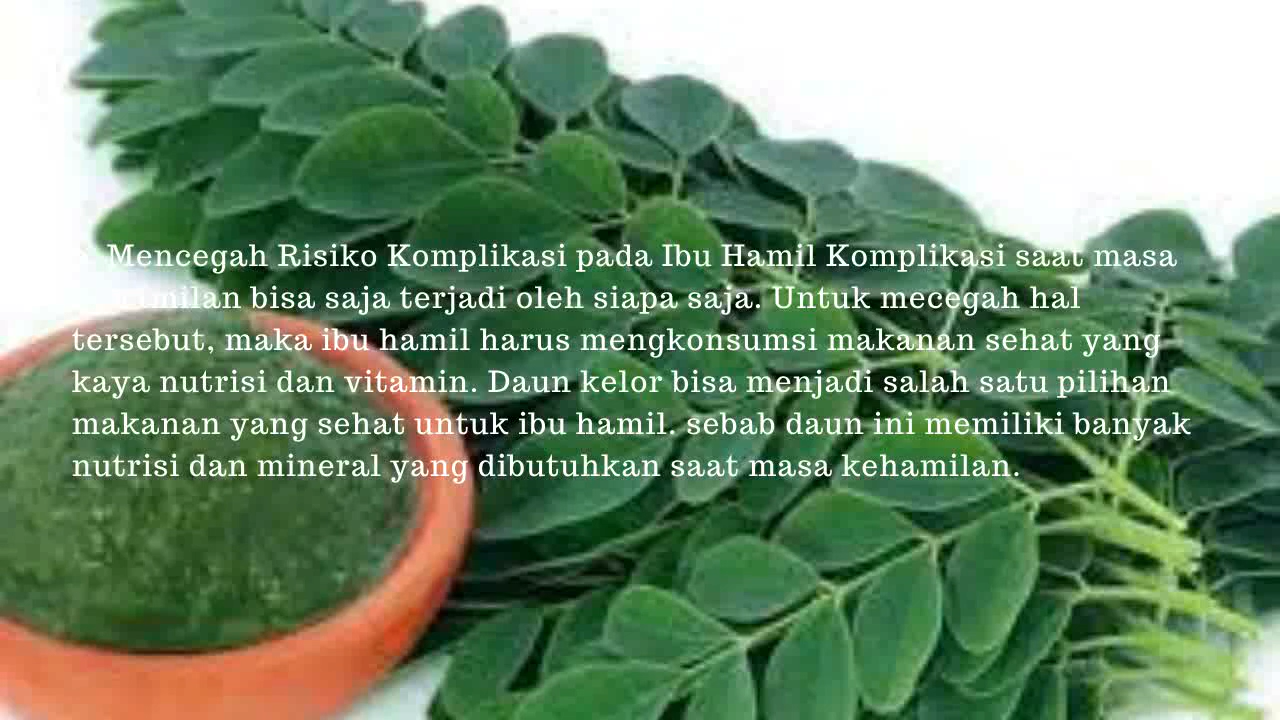 Mencegah Risiko Komplikasi pada Ibu Hamil Komplikasi saat masa
bisa saja terjadi oleh siapa saja. Untuk mecegah hal
tersebut, maka ibu hamil harus mengkonsumsi makanan sehat yang
kaya nutrisi dan vitamin. Daun kelor bisa menjadi salah satu pilihan
makanan yang sehat untuk ibu hamil. sebab daun ini memiliki banyak
nutrisi dan mineral yang dibutuhkan saat masa kehamilan.